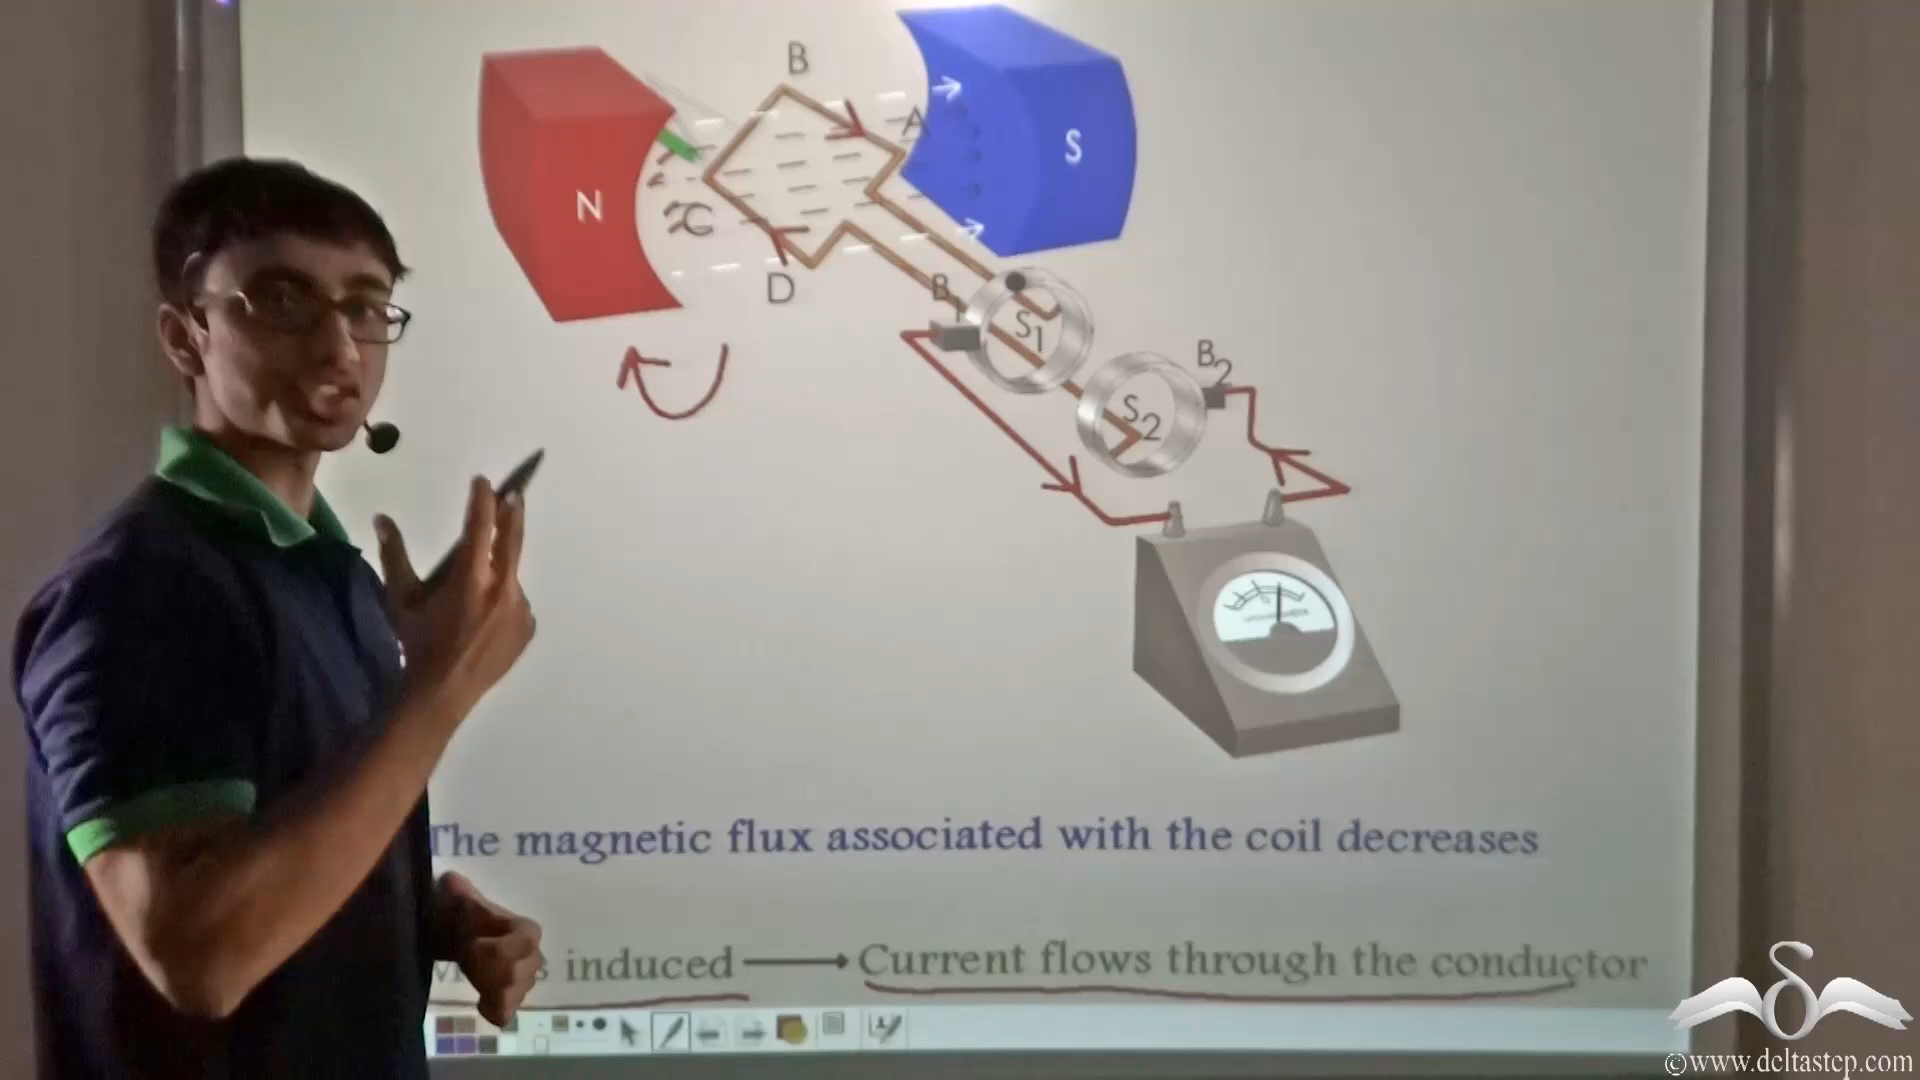 B
A
N
S
C
D
B1
S1
B2
S2
The magnetic flux associated with the coil decreases
induced
Current flows through the conductor
©www.deltastep.com